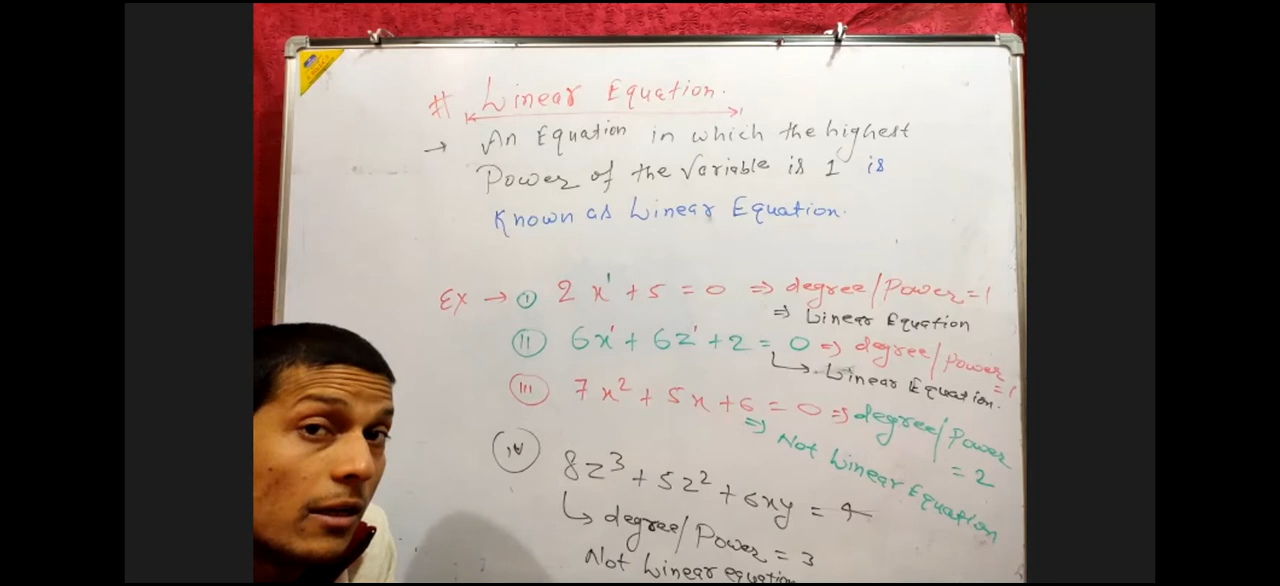 # Linear Equation.
→ An Equation in which the highest
Power of the Variable is 1 is
Known as Linear Equation.
Ex → (i) 2x¹ + 5 = 0 ⇒ degree/Power = 1
⇒ Linear Equation
(ii) 6x¹ + 6z¹ + 2 = 0 ⇒ degree/Power = 1
↳ Linear Equation.
(iii) 7x² + 5x + 6 = 0 ⇒ degree/Power = 2
⇒ Not Linear Equation
(iv) 8z³ + 5z² + 6xy = 4
↳ degree/Power = 3
Not Linear equation